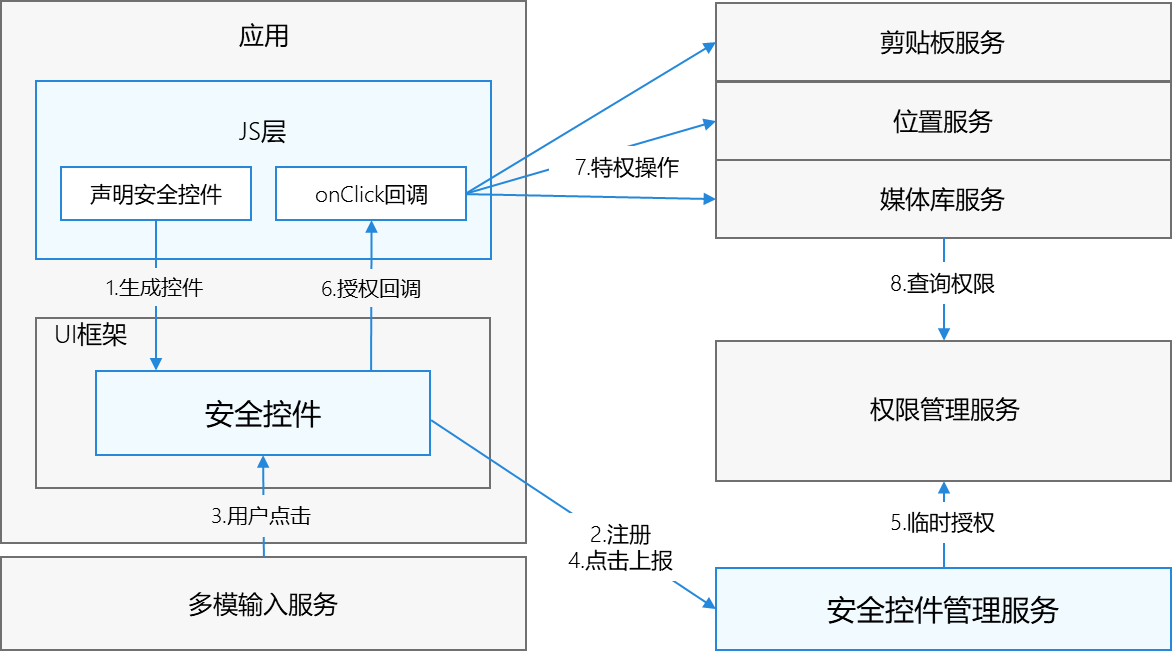 应用
JS层
声明安全控件
onClick回调
1.生成控件
6.授权回调
UI框架
安全控件
3.用户点击
多模输入服务
7.特权操作
2.注册
4.点击上报
剪贴板服务
位置服务
媒体库服务
8.查询权限
权限管理服务
5.临时授权
安全控件管理服务